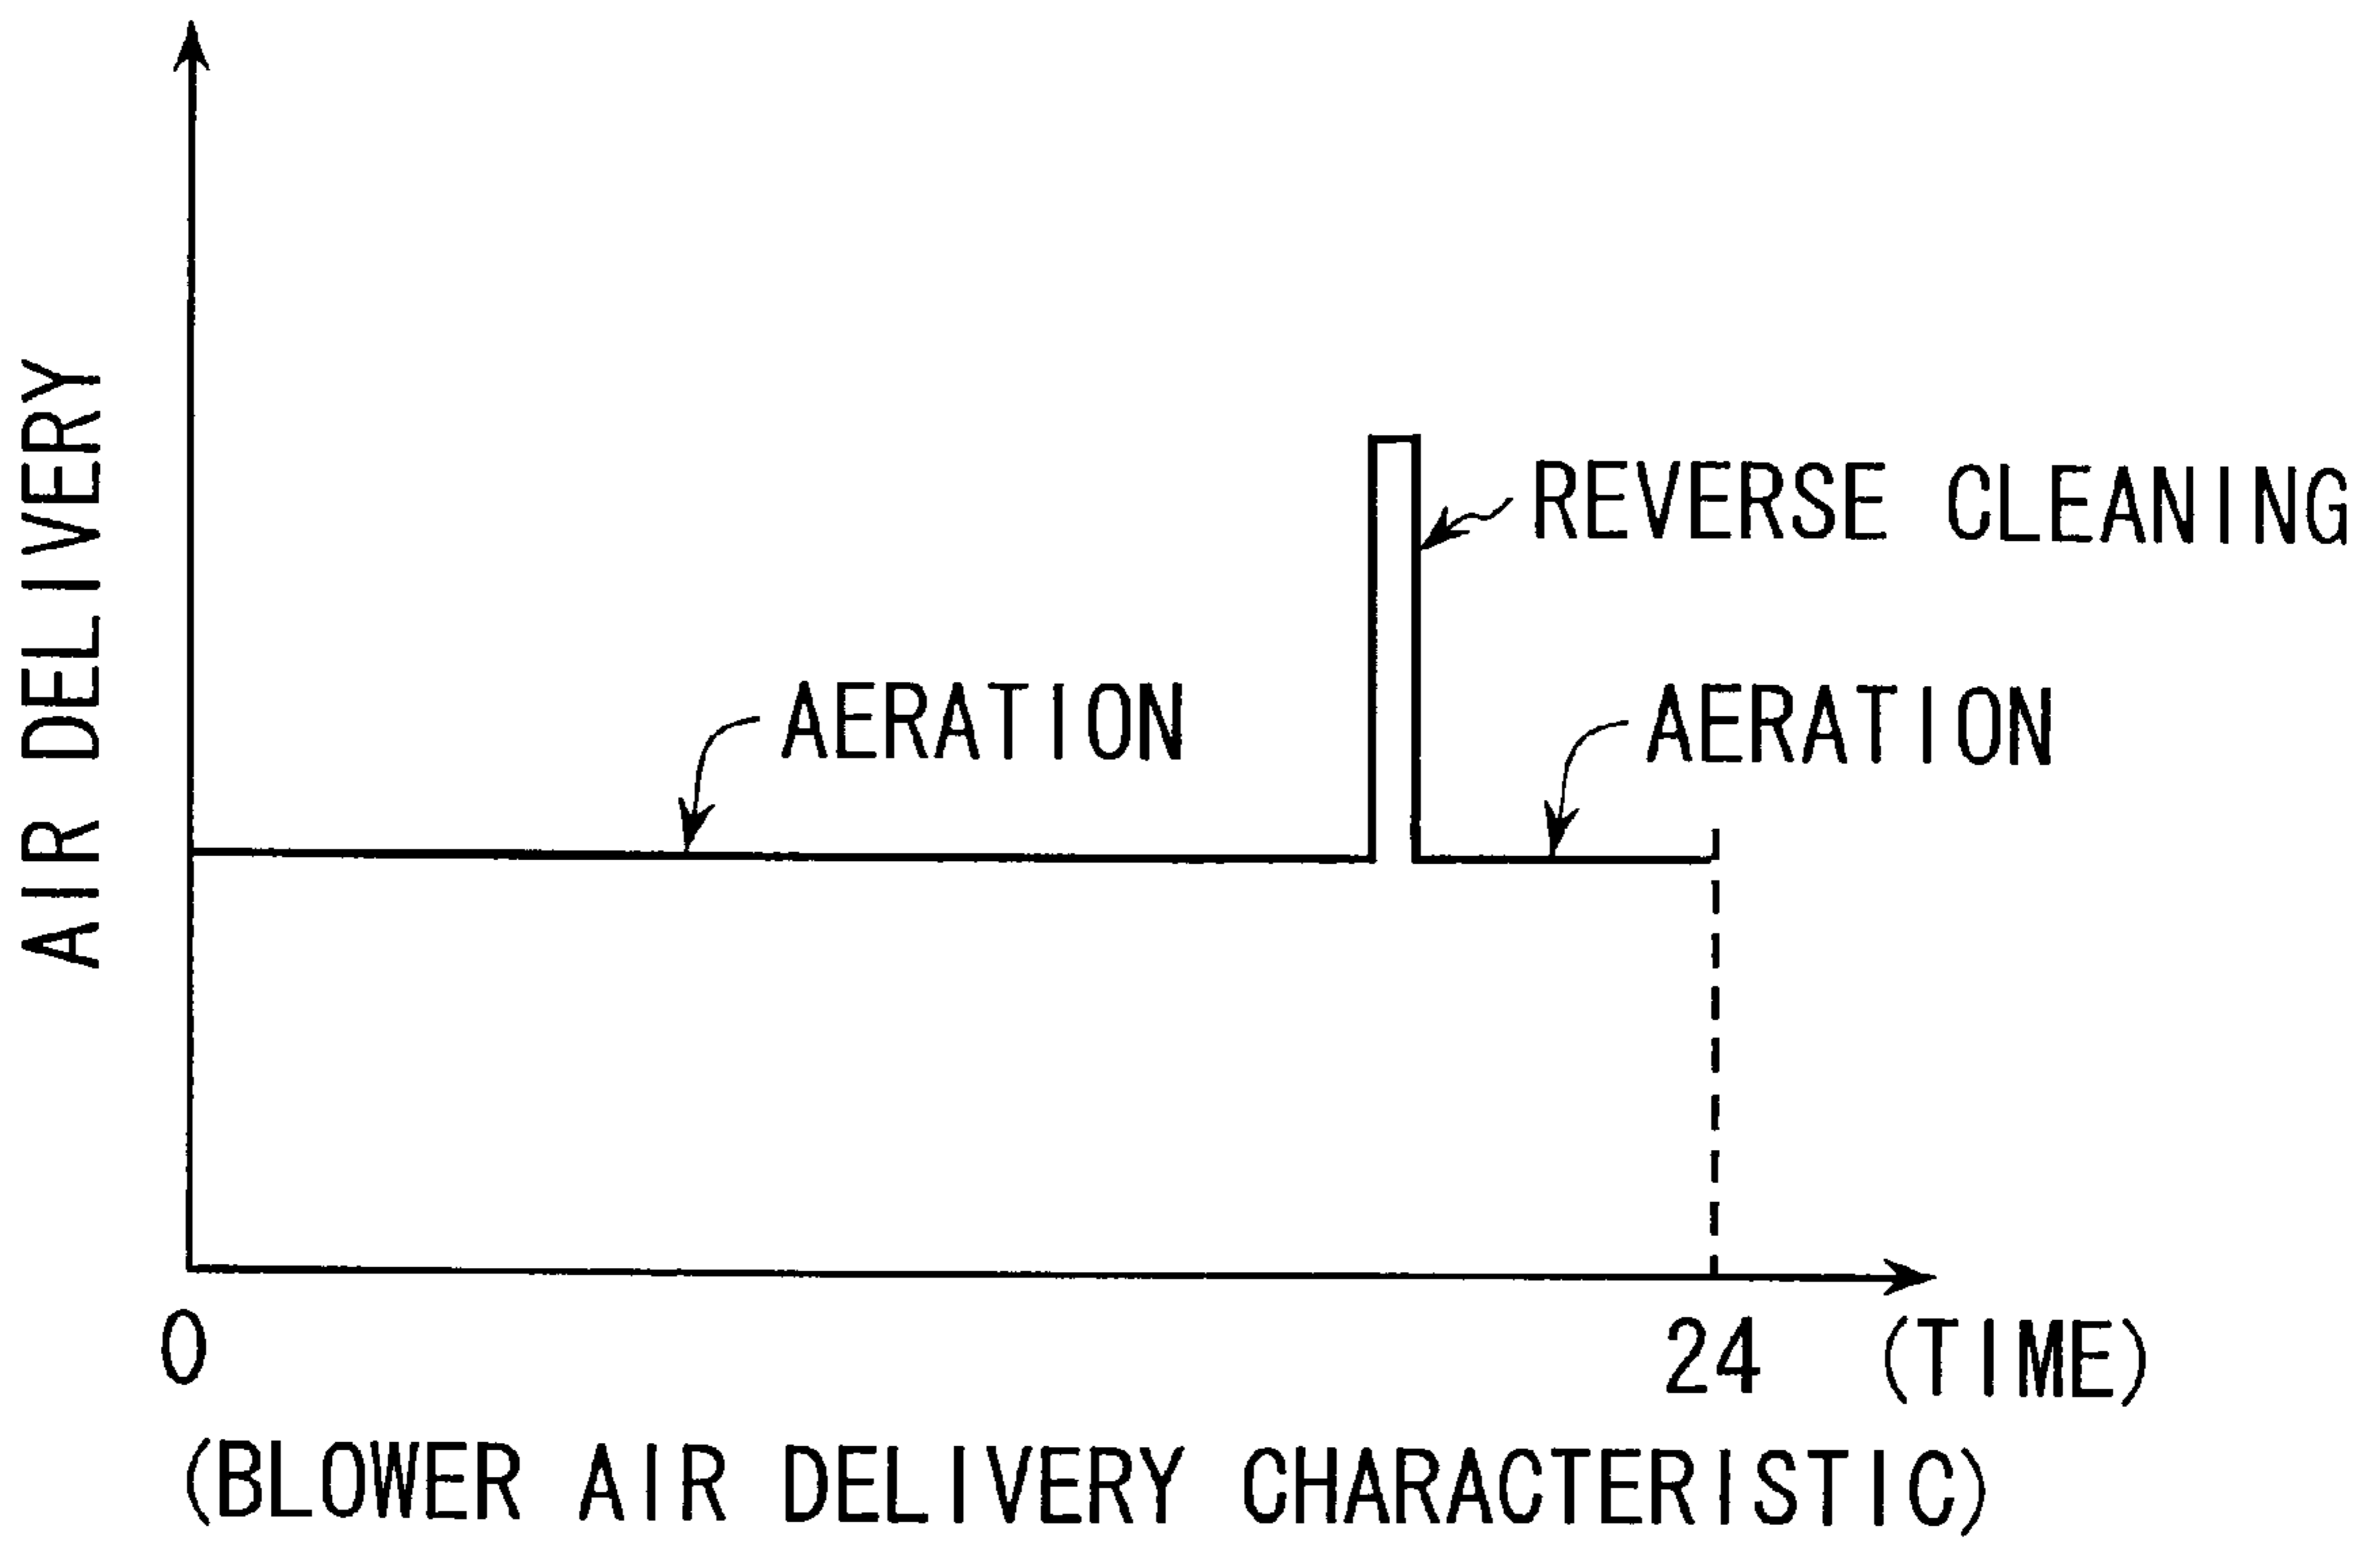 AIR DELIVERY
REVERSE CLEANING
AERATION
AERATION
0
24
(TIME)
(BLOWER AIR DELIVERY CHARACTERISTIC)